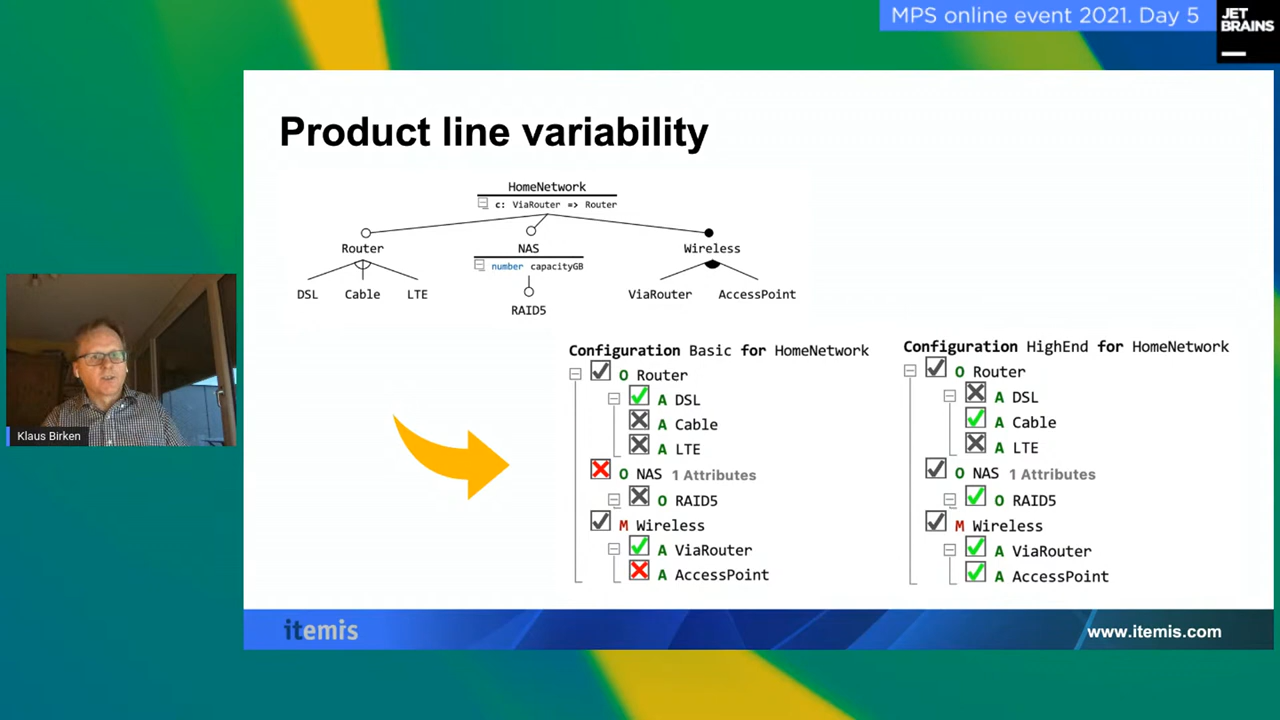 MPS online event 2021. Day 5
JET
BRAINS
Product line variability
HomeNetwork
c: ViaRouter => Router
Router
NAS
Wireless
number capacityGB
DSL
Cable
LTE
RAID5
ViaRouter
AccessPoint
Configuration Basic for HomeNetwork
O Router
A DSL
A Cable
A LTE
O NAS 1 Attributes
O RAID5
M Wireless
A ViaRouter
A AccessPoint
Configuration HighEnd for HomeNetwork
O Router
A DSL
A Cable
A LTE
O NAS 1 Attributes
O RAID5
M Wireless
A ViaRouter
A AccessPoint
Klaus Birken
itemis
www.itemis.com